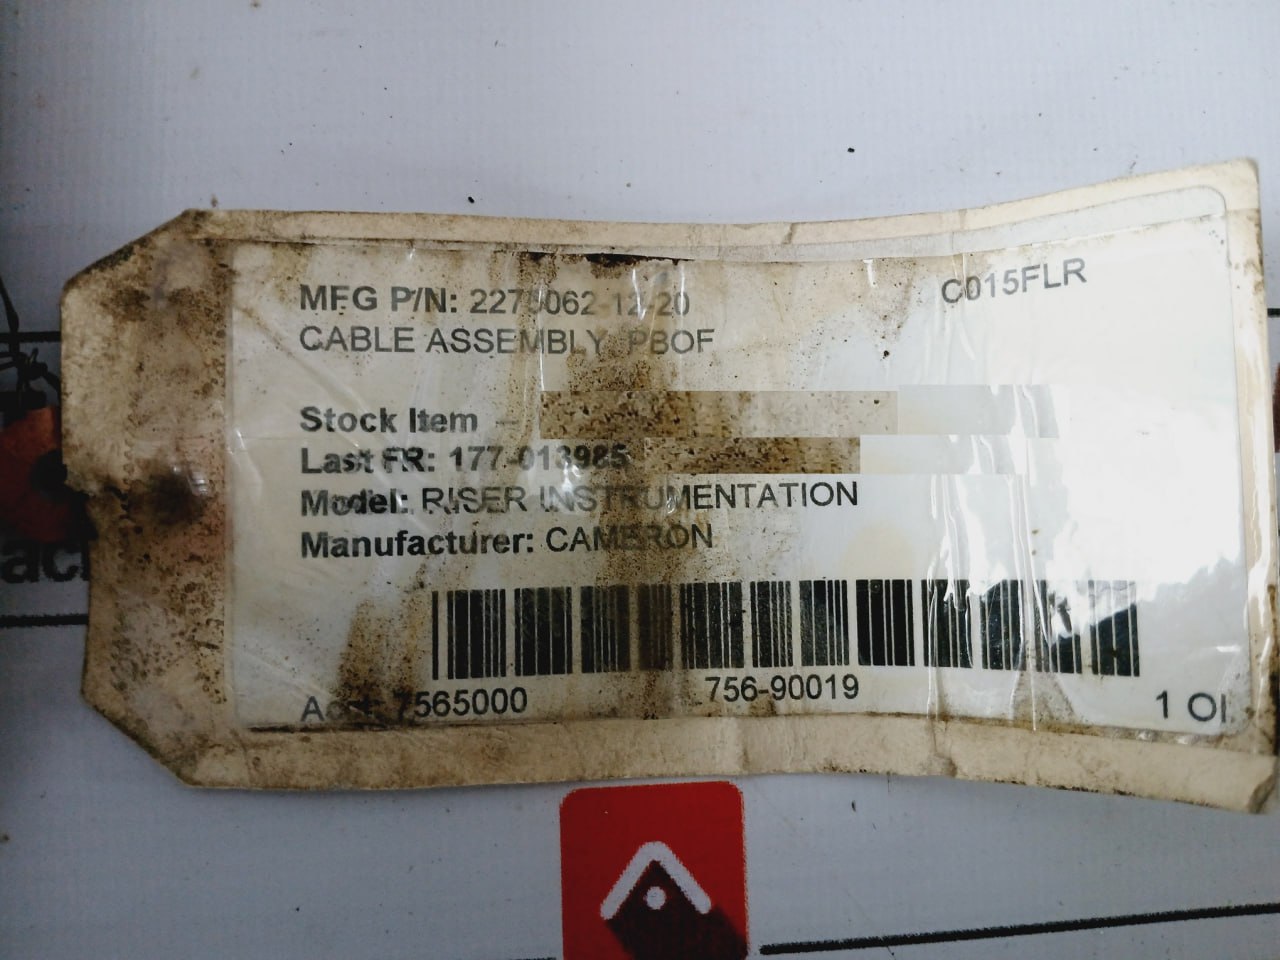 C015FLR
MFG P/N: 2275062-12-20
CABLE ASSEMBLY PBOF
Stock Item –
Last FR: 177-013985
Model: RISER INSTRUMENTATION
Manufacturer: CAMERON
7565000 756-90019 1